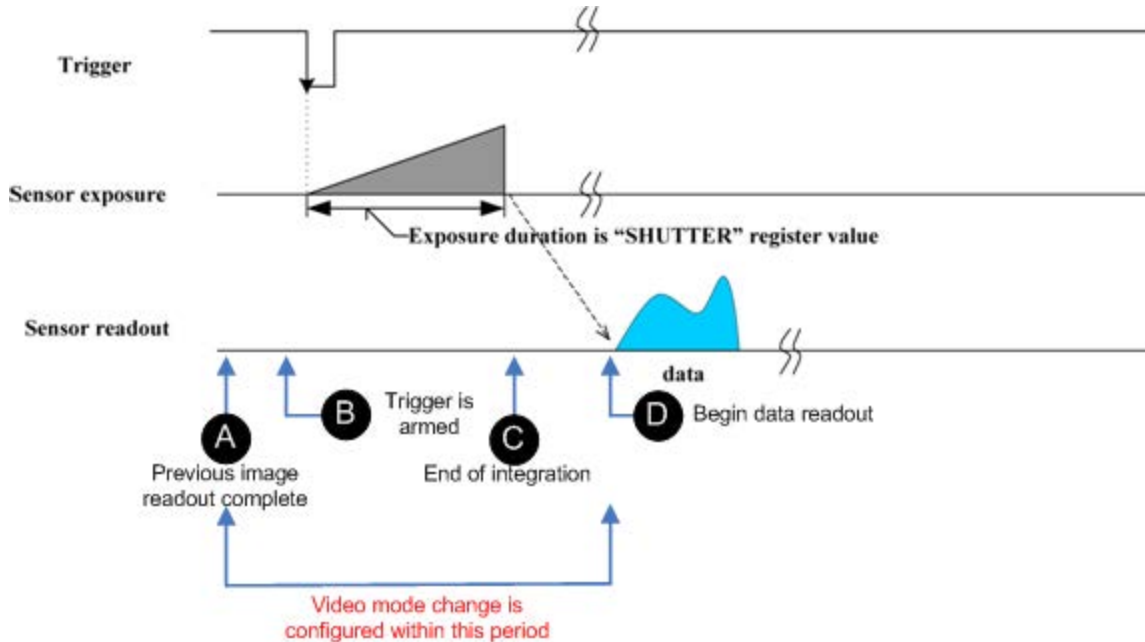 Trigger
Sensor exposure
Exposure duration is “SHUTTER” register value
Sensor readout
data
A
Previous image
readout complete
B
Trigger is
armed
C
End of integration
D
Begin data readout
Video mode change is
configured within this period